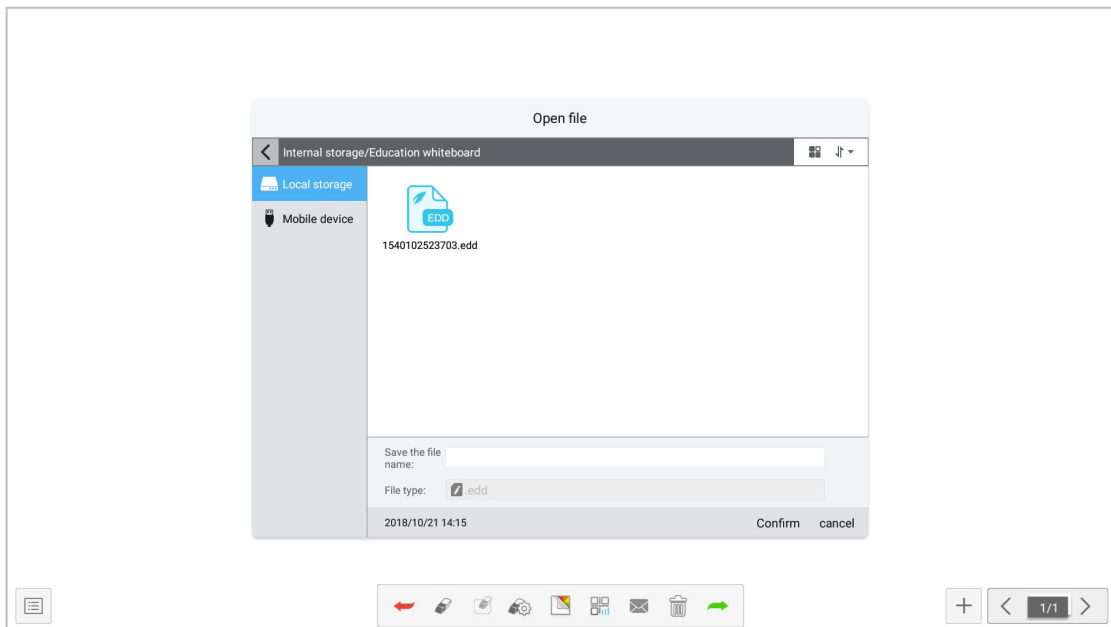 Open file
Internal storage/Education whiteboard
Local storage
Mobile device
EDD
1540102523703.edd
Save the file
name:
File type: .edd
2018/10/21 14:15 Confirm cancel
1/1